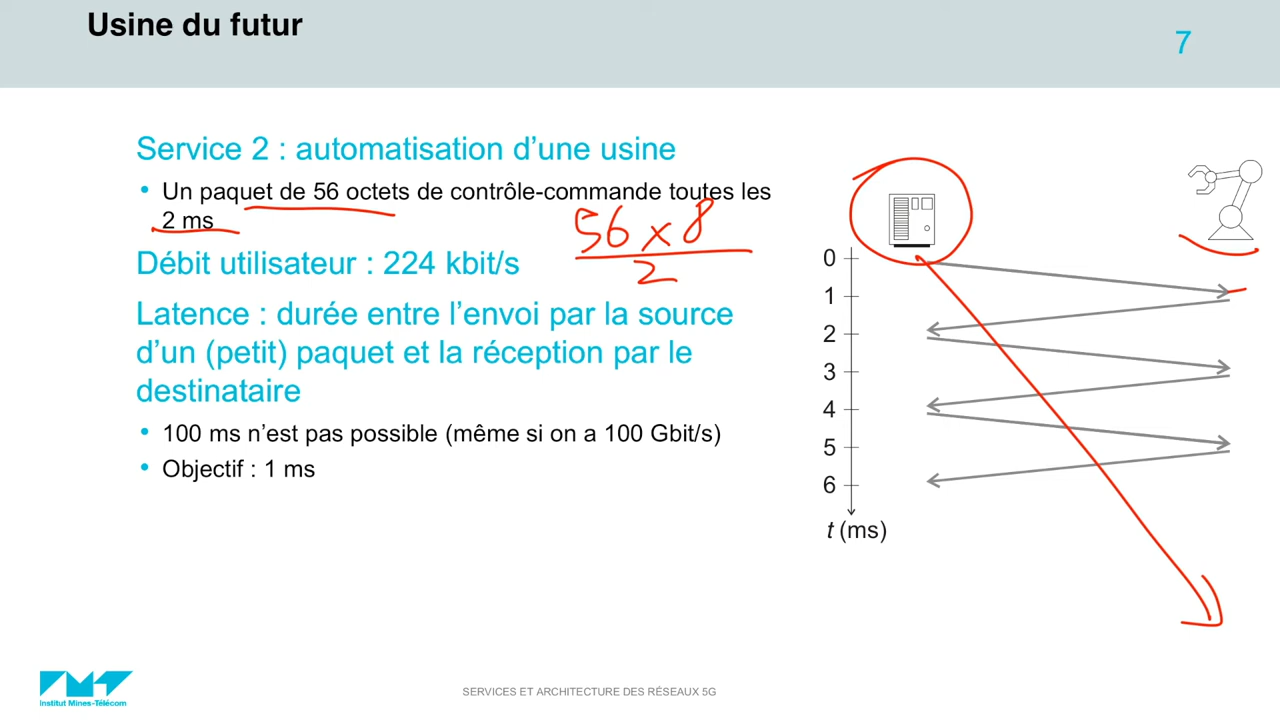 Usine du futur
7
Service 2 : automatisation d’une usine
• Un paquet de 56 octets de contrôle-commande toutes les
2 ms
56 x 8
2
Débit utilisateur : 224 kbit/s
Latence : durée entre l’envoi par la source
d’un (petit) paquet et la réception par le
destinataire
• 100 ms n’est pas possible (même si on a 100 Gbit/s)
• Objectif : 1 ms
0
1
2
3
4
5
6
t (ms)
Institut Mines-Télécom
SERVICES ET ARCHITECTURE DES RÉSEAUX 5G